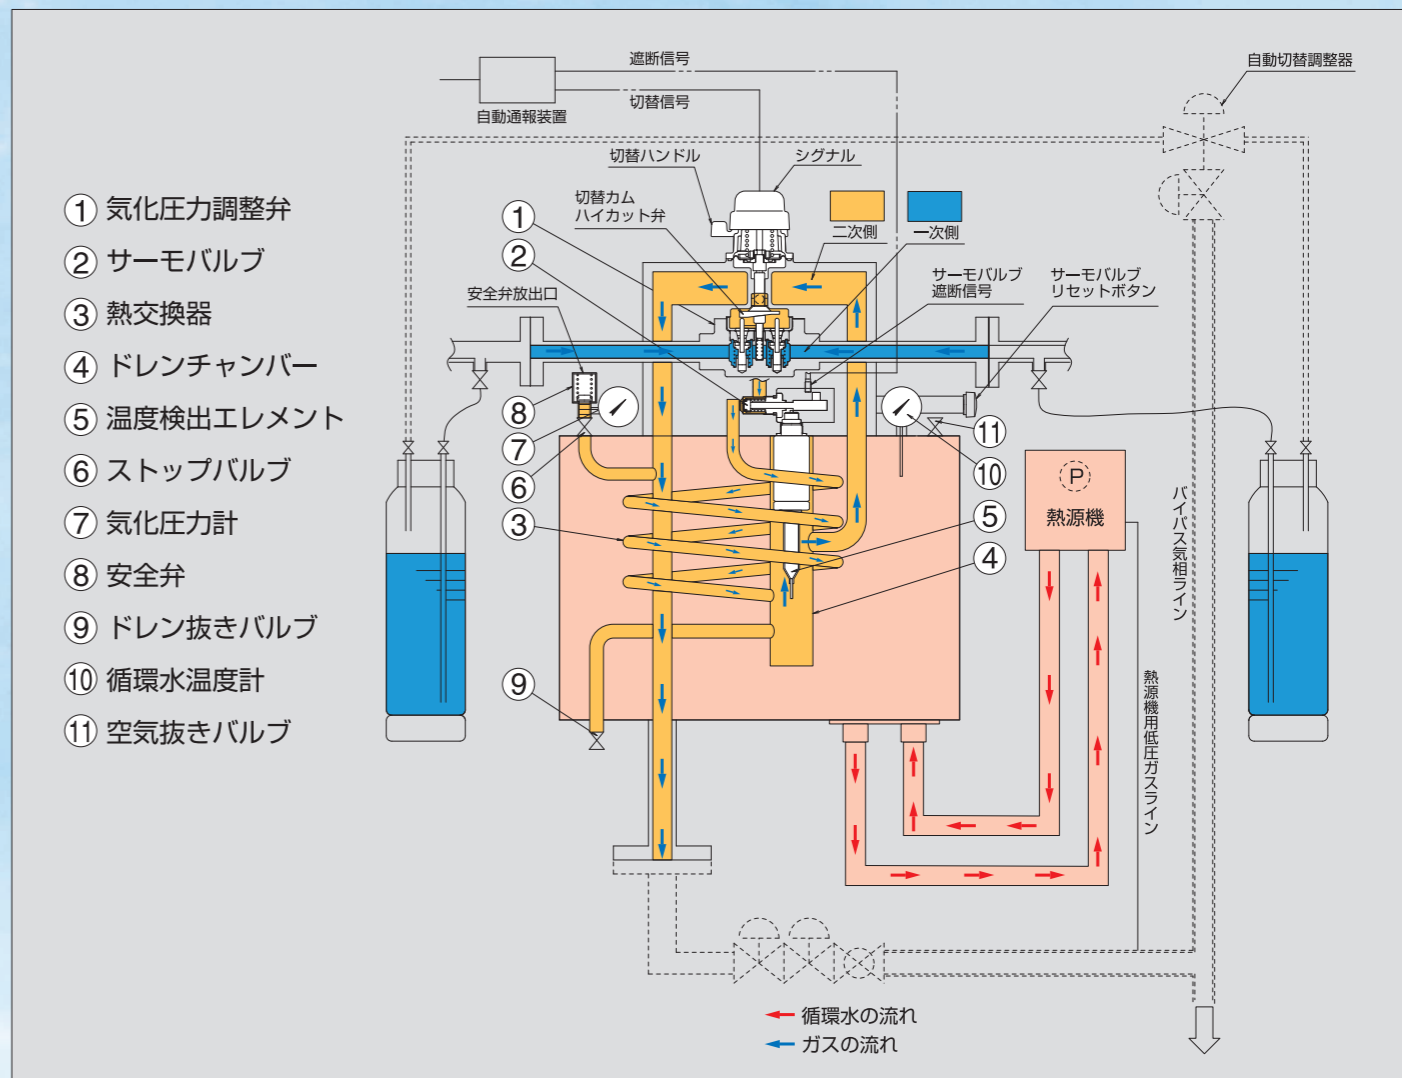 遮断信号
切替信号
自動通報装置
自動切替調整器
切替ハンドル
シグナル
切替カム
ハイカット弁
二次側
一次側
サーモバルブ
遮断信号
サーモバルブ
リセットボタン
安全弁放出口
① 気化圧力調整弁
② サーモバルブ
③ 熱交換器
④ ドレンチャンバー
⑤ 温度検出エレメント
⑥ ストップバルブ
⑦ 気化圧力計
⑧ 安全弁
⑨ ドレン抜きバルブ
⑩ 循環水温度計
⑪ 空気抜きバルブ
①
②
⑧
⑦
⑥
③
⑨
⑪
⑩
⑤
④
P
熱源機
バイパス気相ライン
熱源機用低圧ガスライン
循環水の流れ
ガスの流れ